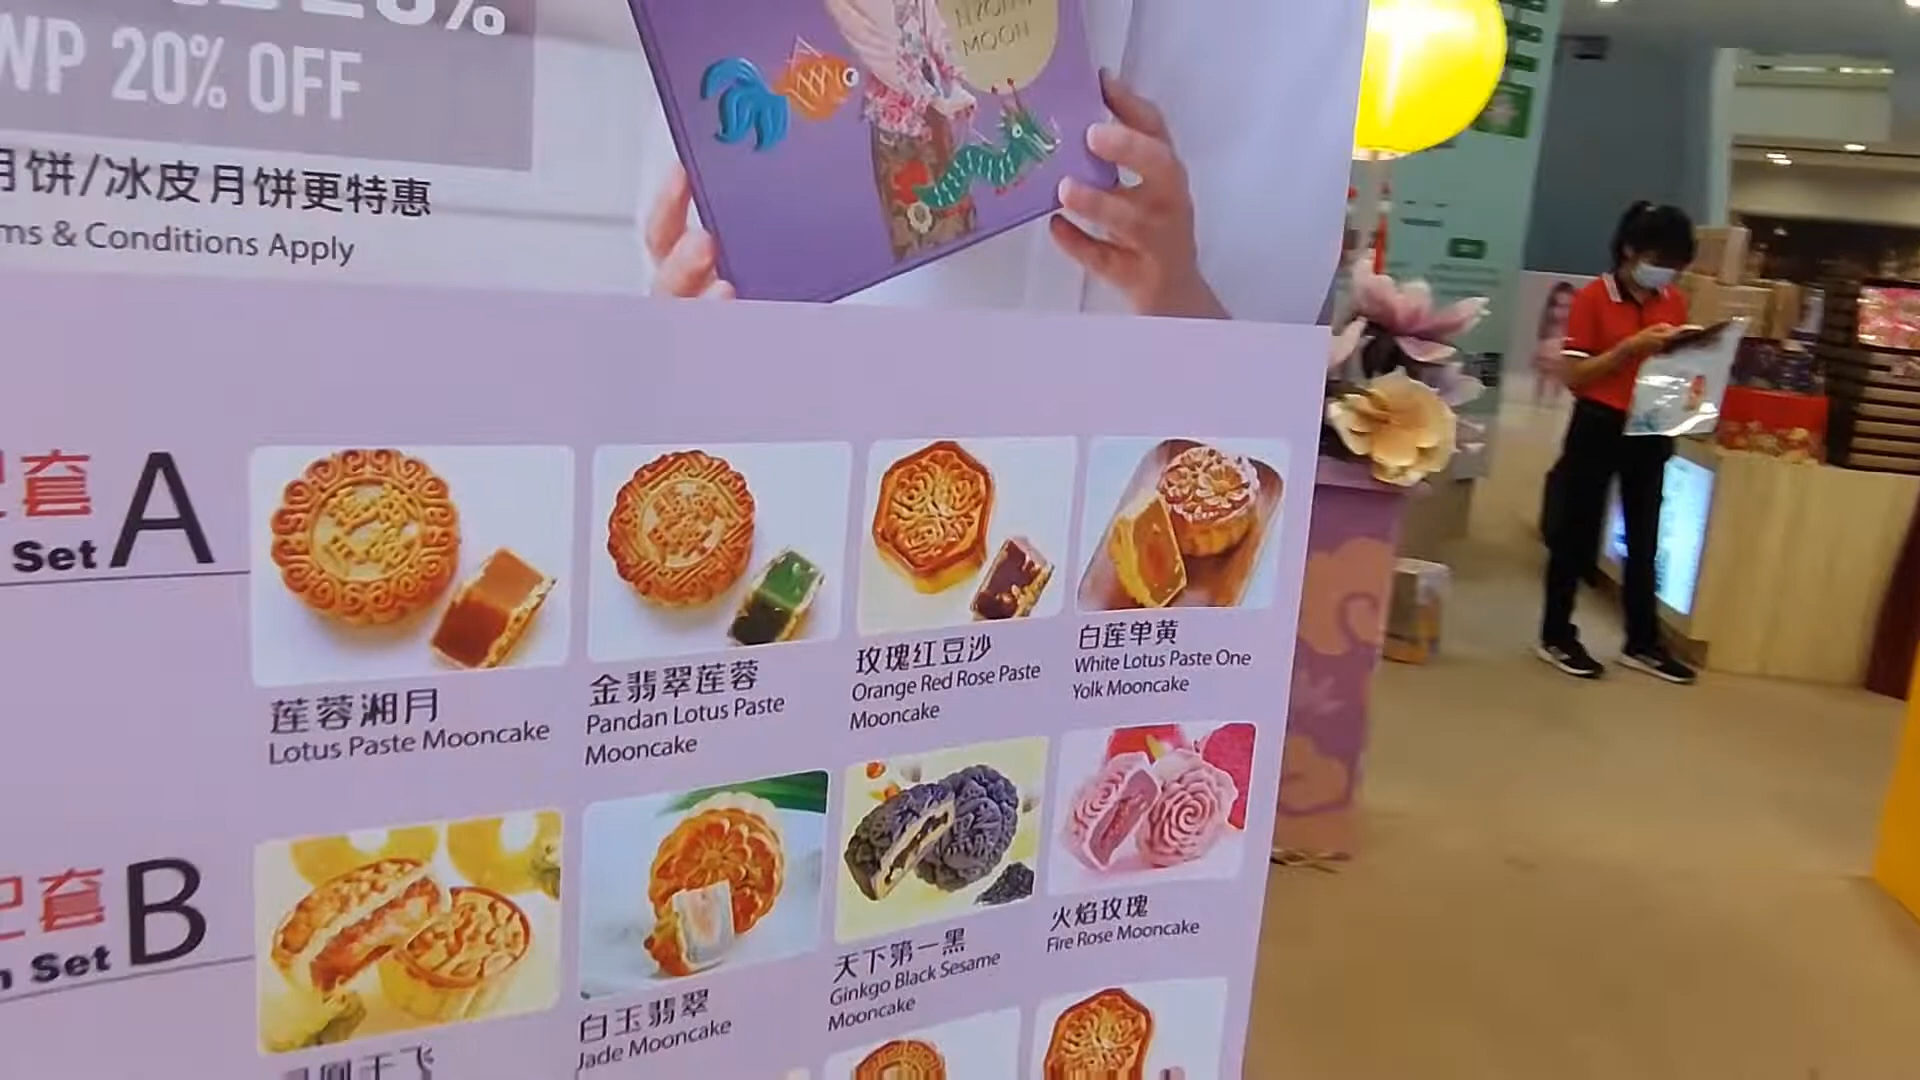 20% OFF
月饼/冰皮月饼更特惠
& Conditions Apply
MOON
套 A
Set
莲蓉湘月
Lotus Paste Mooncake
金翡翠莲蓉
Pandan Lotus Paste
Mooncake
玫瑰红豆沙
Orange Red Rose Paste
Mooncake
白莲单黄
White Lotus Paste One
Yolk Mooncake
套 B
Set
白玉翡翠
Jade Mooncake
天下第一黑
Ginkgo Black Sesame
Mooncake
火焰玫瑰
Fire Rose Mooncake